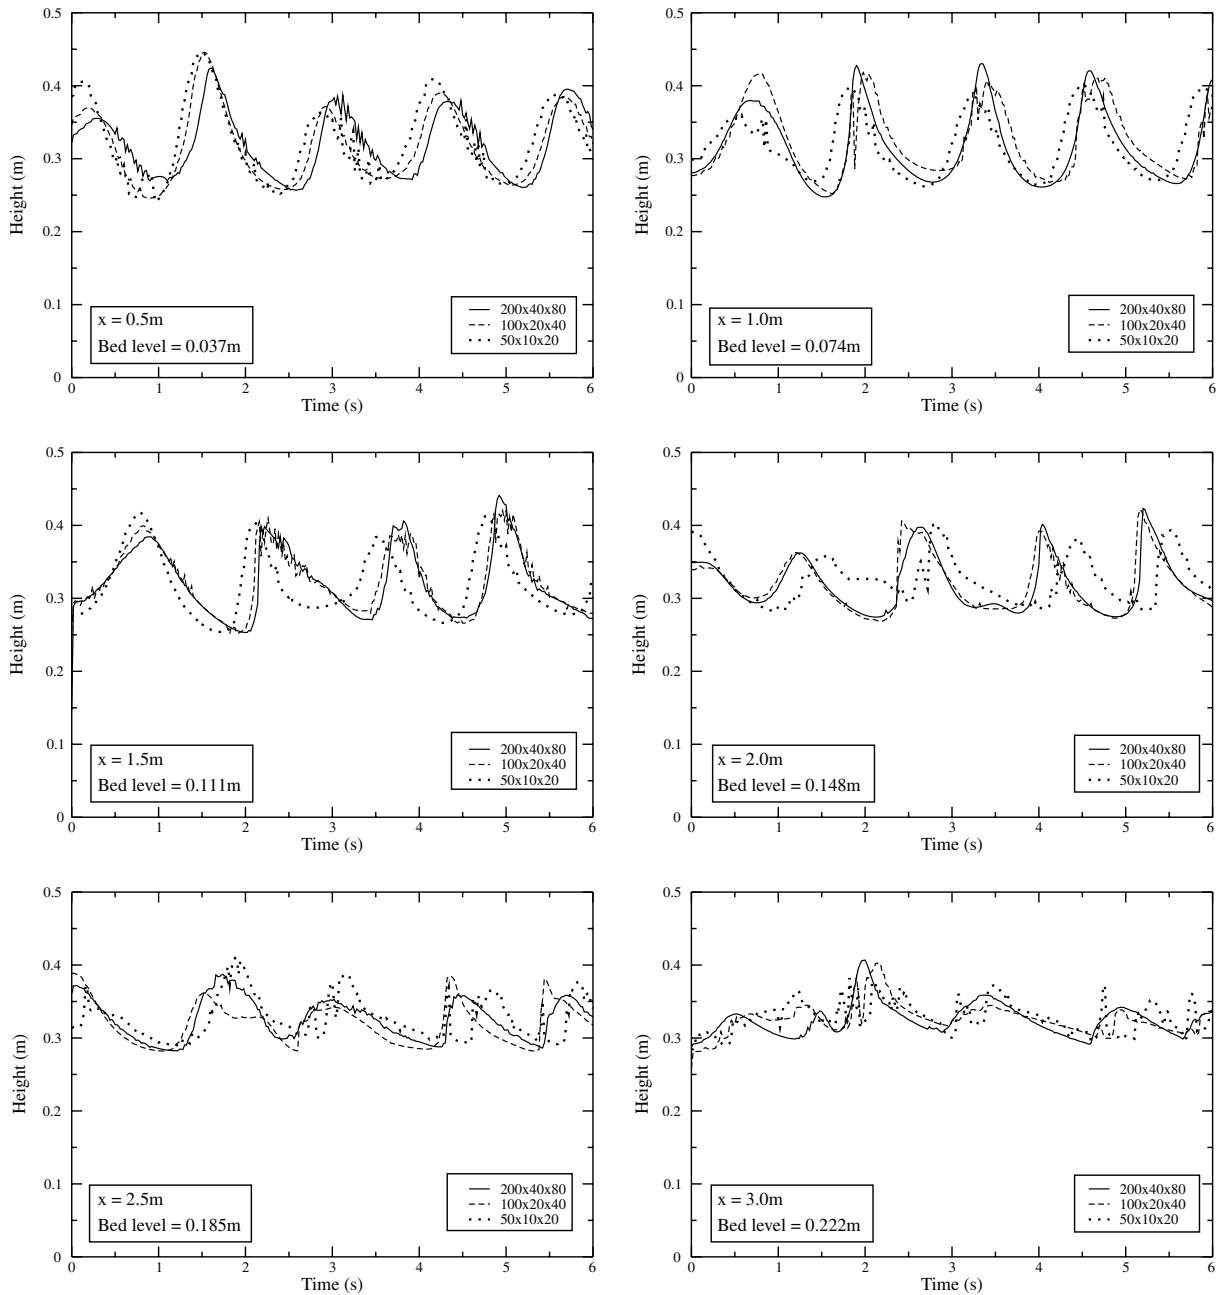 0.5
0.4
0.3
0.2
0.1
0
Height (m)
0 1 2 3 4 5 6
Time (s)
x = 0.5m
Bed level = 0.037m
200x40x80
100x20x40
50x10x20
0.5
0.4
0.3
0.2
0.1
0
Height (m)
0 1 2 3 4 5 6
Time (s)
x = 1.0m
Bed level = 0.074m
200x40x80
100x20x40
50x10x20
0.5
0.4
0.3
0.2
0.1
0
Height (m)
0 1 2 3 4 5 6
Time (s)
x = 1.5m
Bed level = 0.111m
200x40x80
100x20x40
50x10x20
0.5
0.4
0.3
0.2
0.1
0
Height (m)
0 1 2 3 4 5 6
Time (s)
x = 2.0m
Bed level = 0.148m
200x40x80
100x20x40
50x10x20
0.5
0.4
0.3
0.2
0.1
0
Height (m)
0 1 2 3 4 5 6
Time (s)
x = 2.5m
Bed level = 0.185m
200x40x80
100x20x40
50x10x20
0.5
0.4
0.3
0.2
0.1
0
Height (m)
0 1 2 3 4 5 6
Time (s)
x = 3.0m
Bed level = 0.222m
200x40x80
100x20x40
50x10x20